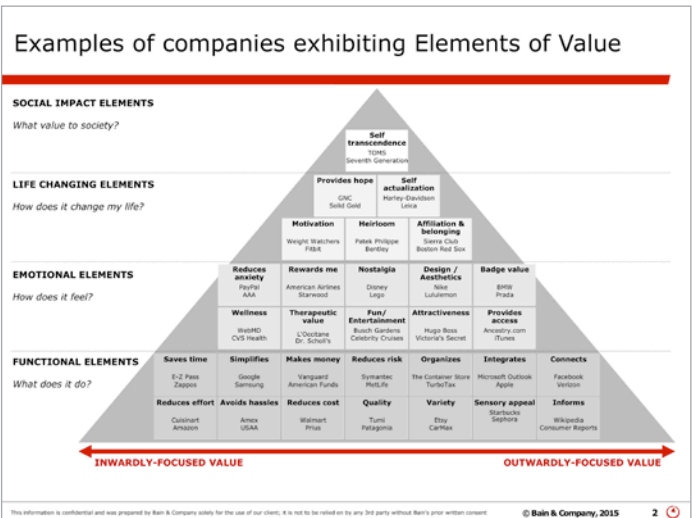 Examples of companies exhibiting Elements of Value
SOCIAL IMPACT ELEMENTS
What value to society?
Self
transcendence
TOMS
Seventh Generation
LIFE CHANGING ELEMENTS
How does it change my life?
Provides hope
GNC
Solid Gold
Self
actualization
Harley-Davidson
Leica
Motivation
Weight Watchers
Fitbit
Heirloom
Patek Philippe
Bentley
Affiliation &
belonging
Sierra Club
Boston Red Sox
EMOTIONAL ELEMENTS
How does it feel?
Reduces
anxiety
PayPal
AAA
Rewards me
American Airlines
Starwood
Nostalgia
Disney
Lego
Design /
Aesthetics
Nike
Lululemon
Badge value
BMW
Prada
Wellness
WebMD
CVS Health
Therapeutic
value
L'Occitane
Dr. Scholl's
Fun/
Entertainment
Busch Gardens
Celebrity Cruises
Attractiveness
Hugo Boss
Victoria's Secret
Provides
access
Ancestry.com
iTunes
FUNCTIONAL ELEMENTS
What does it do?
Saves time
E-Z Pass
Zappos
Simplifies
Google
Samsung
Makes money
Vanguard
American Funds
Reduces risk
Symantec
MetLife
Organizes
The Container Store
TurboTax
Integrates
Microsoft Outlook
Apple
Connects
Facebook
Verizon
Reduces effort
Cuisinart
Amazon
Avoids hassles
Amex
USAA
Reduces cost
Walmart
Prius
Quality
Tumi
Patagonia
Variety
Etsy
CarMax
Sensory appeal
Starbucks
Sephora
Informs
Wikipedia
Consumer Reports
INWARDLY-FOCUSED VALUE
OUTWARDLY-FOCUSED VALUE
This information is confidential and was prepared by Bain & Company solely for the use of our client; it is not to be relied on by any 3rd party without Bain's prior written consent
© Bain & Company, 2015
2